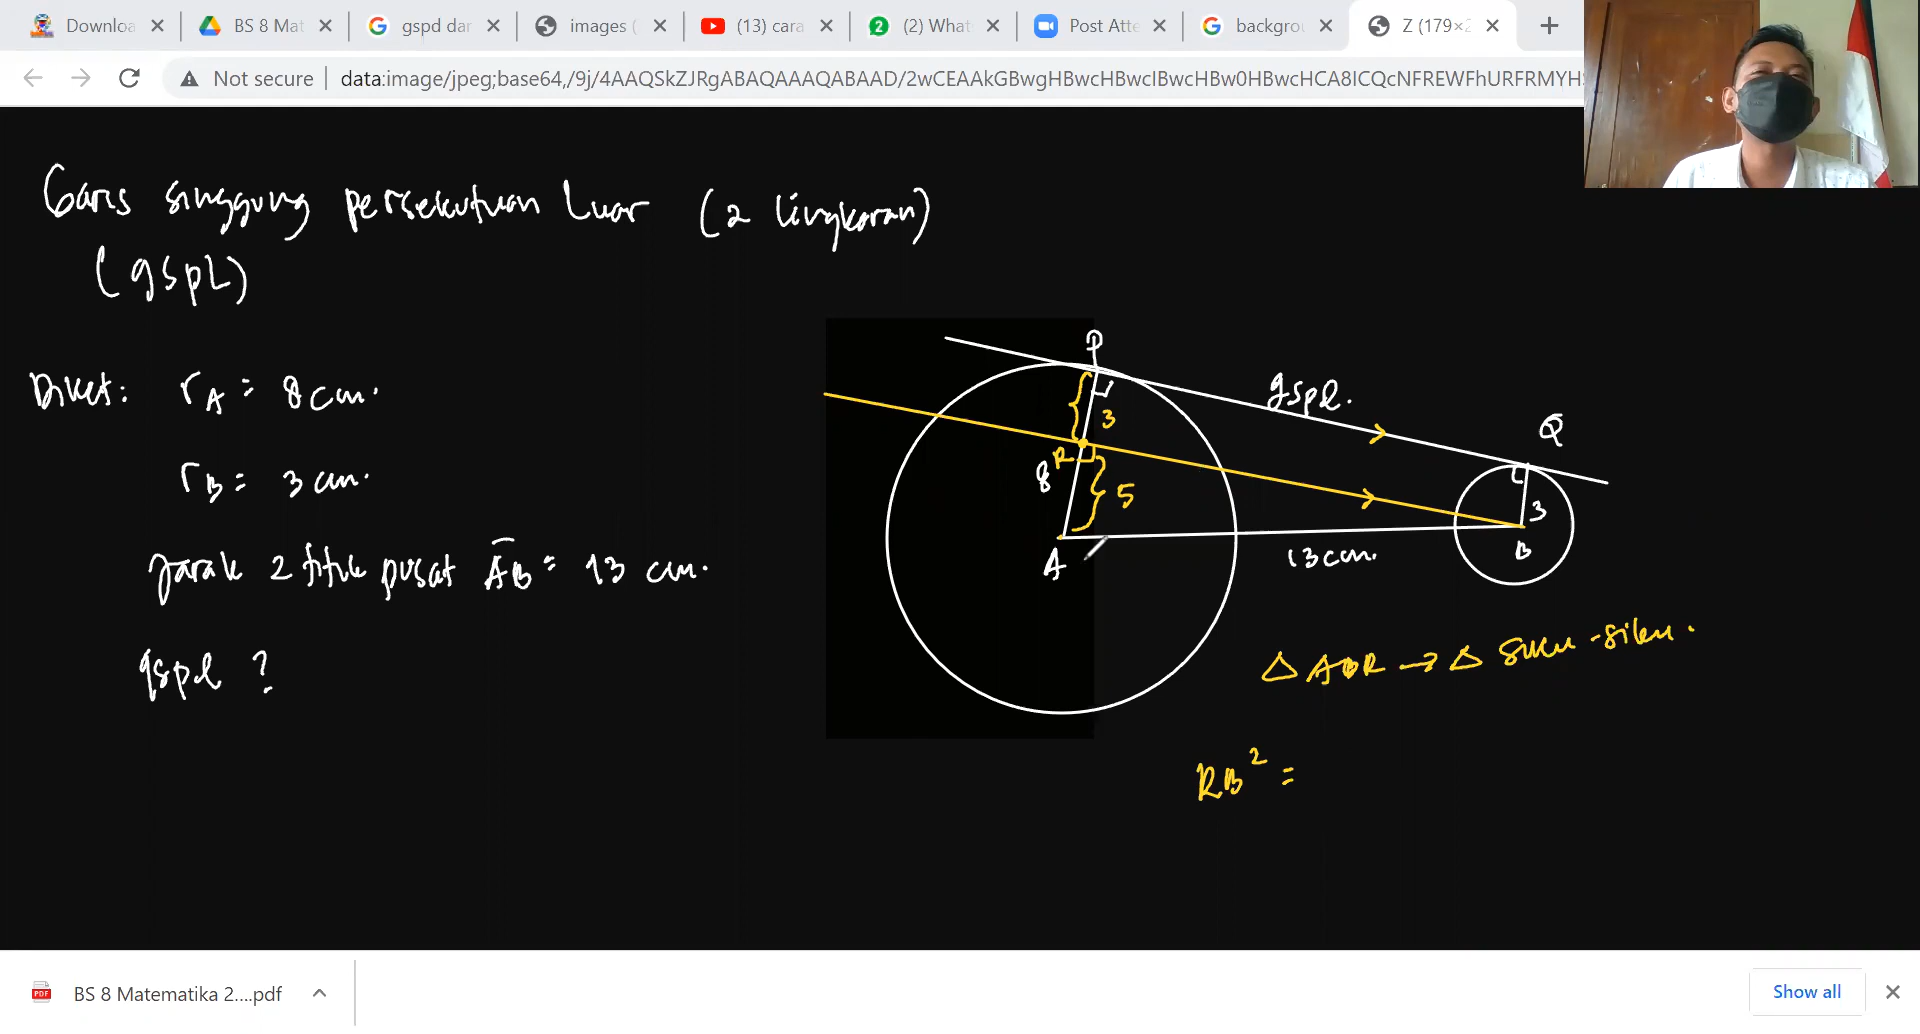 Downloa
BS 8 Mat
gspd dar
images (
(13) cara
(2) What
Post Atte
backgrou
Z (179×2
Not secure
data:image/jpeg;base64,/9j/4AAQSkZJRgABAQAAAQABAAD/2wCEAAkGBwgHBwcHBwcIBwcHBw0HBwcHCA8ICQcNFREWFhURFRMYH
Garis singgung persekutuan Luar (2 lingkaran)
(gspL)
Diket: rA = 8 cm.
rB = 3 cm.
Jarak 2 titik pusat AB = 13 cm.
gspl ?
P
gspl.
Q
3
R
8
5
3
A
13 cm.
B
△ ABR → △ siku-siku.
RB² =
BS 8 Matematika 2....pdf
Show all